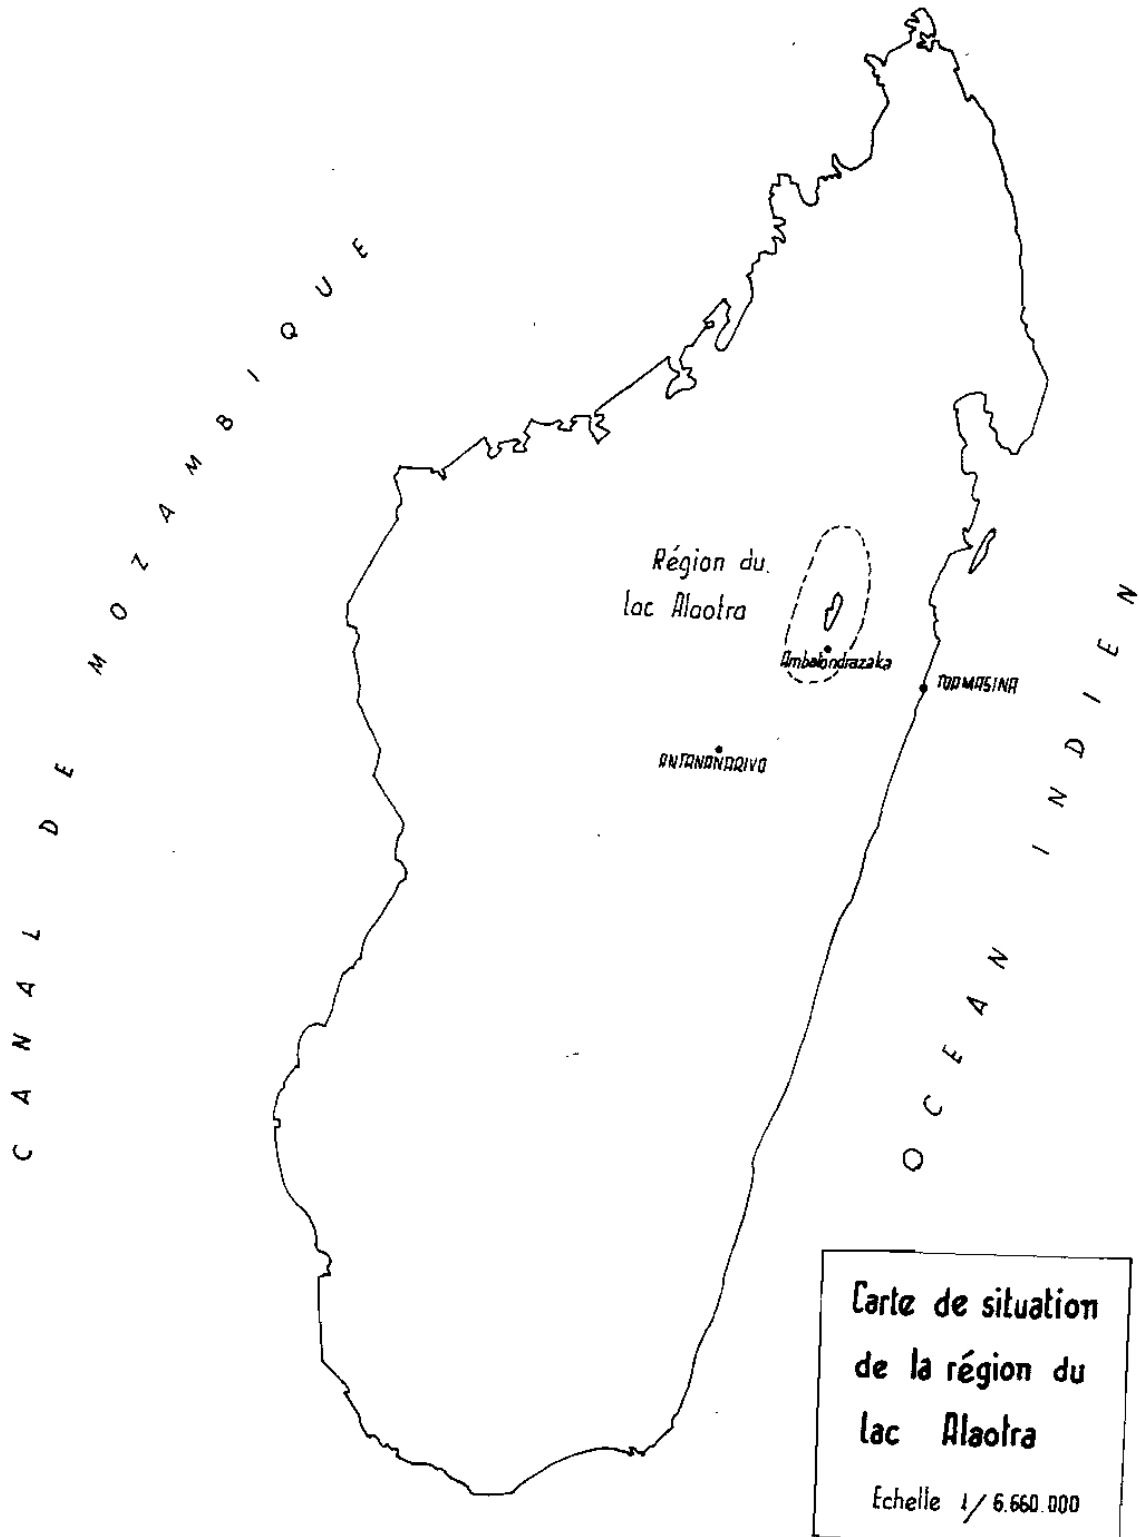 CANAL DE MOZAMBIQUE
Région du
lac Alaotra
Ambatondrazaka
TOAMASINA
ANTANANARIVO
OCEAN INDIEN
Carte de situation
de la région du
lac Alaotra
Echelle 1/6.660.000